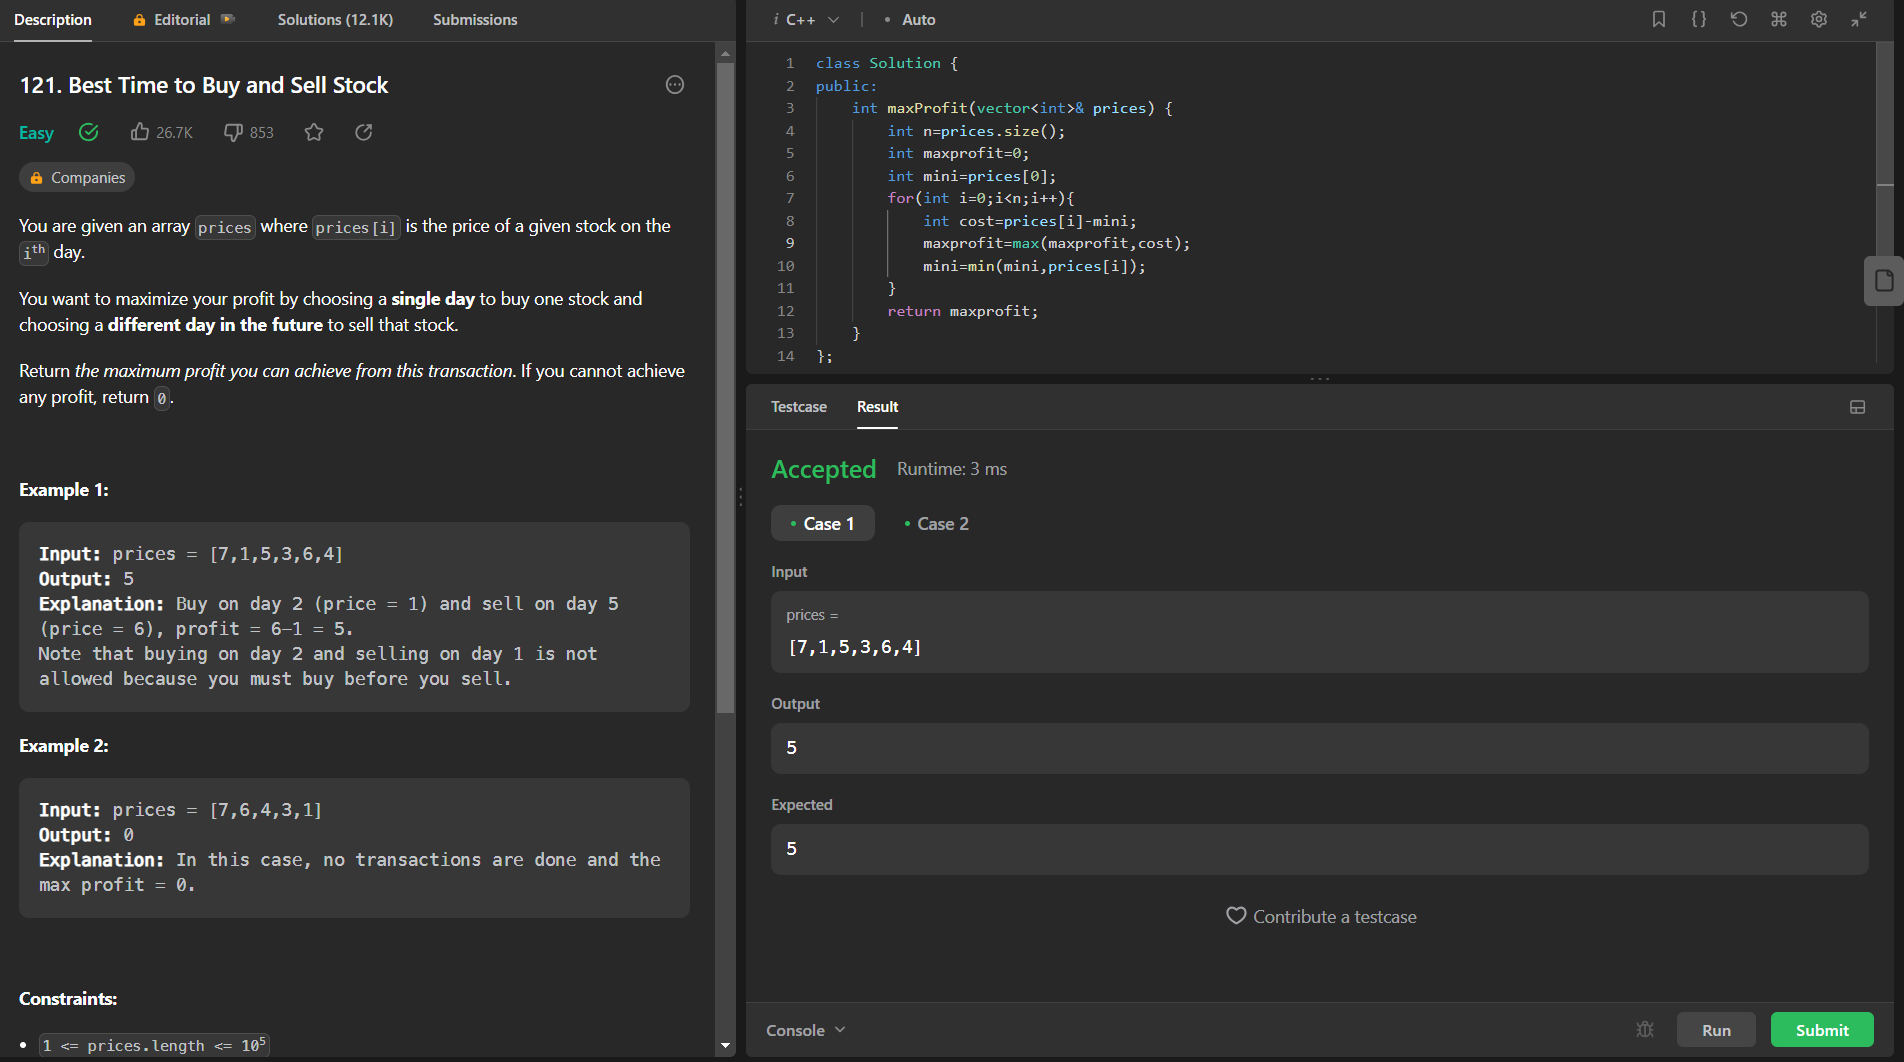 Description Editorial Solutions (12.1K) Submissions
121. Best Time to Buy and Sell Stock
Easy 26.7K 853
Companies
You are given an array prices where prices[i] is the price of a given stock on the
ith day.
You want to maximize your profit by choosing a single day to buy one stock and
choosing a different day in the future to sell that stock.
Return the maximum profit you can achieve from this transaction. If you cannot achieve
any profit, return 0.
Example 1:
Input: prices = [7,1,5,3,6,4]
Output: 5
Explanation: Buy on day 2 (price = 1) and sell on day 5
(price = 6), profit = 6-1 = 5.
Note that buying on day 2 and selling on day 1 is not
allowed because you must buy before you sell.
Example 2:
Input: prices = [7,6,4,3,1]
Output: 0
Explanation: In this case, no transactions are done and the
max profit = 0.
Constraints:
• 1 <= prices.length <= 10^5
i C++ | • Auto
1 class Solution {
2 public:
3 int maxProfit(vector<int>& prices) {
4 int n=prices.size();
5 int maxprofit=0;
6 int mini=prices[0];
7 for(int i=0;i<n;i++){
8 int cost=prices[i]-mini;
9 maxprofit=max(maxprofit,cost);
10 mini=min(mini,prices[i]);
11 }
12 return maxprofit;
13 }
14 };
Testcase Result
Accepted Runtime: 3 ms
• Case 1 • Case 2
Input
prices =
[7,1,5,3,6,4]
Output
5
Expected
5
Contribute a testcase
Console Run Submit